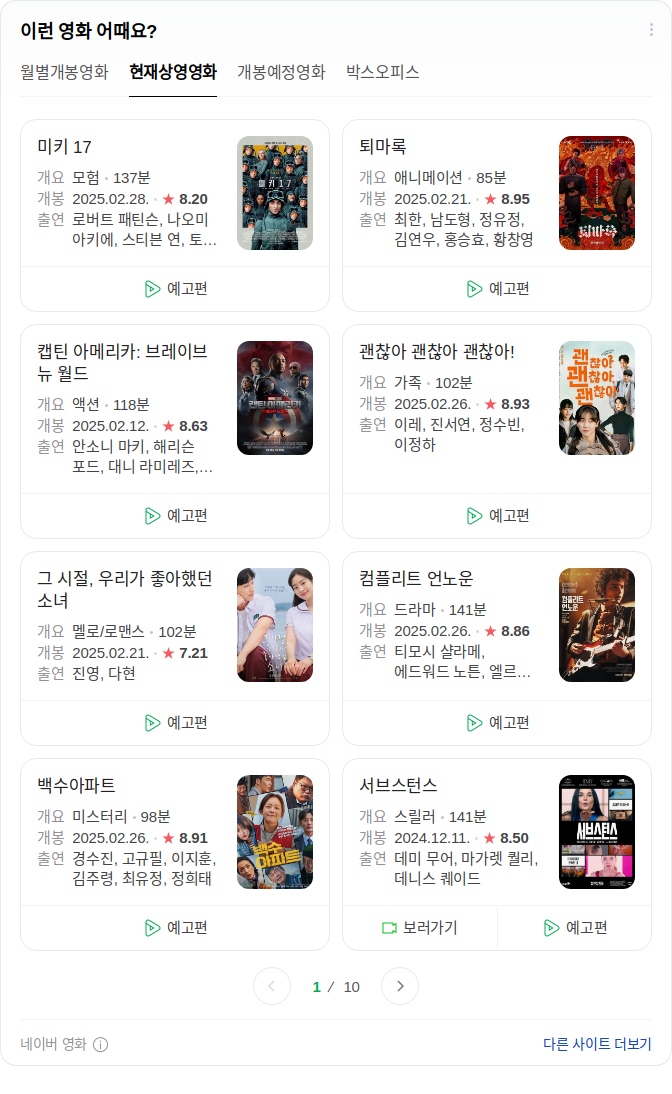 이런 영화 어때요?
월별개봉영화 현재상영영화 개봉예정영화 박스오피스
미키 17
개요 모험 · 137분
개봉 2025.02.28. · ★ 8.20
출연 로버트 패틴슨, 나오미
아키에, 스티븐 연, 토...
예고편
퇴마록
개요 애니메이션 · 85분
개봉 2025.02.21. · ★ 8.95
출연 최한, 남도형, 정유정,
김연우, 홍승효, 황창영
예고편
캡틴 아메리카: 브레이브
뉴 월드
개요 액션 · 118분
개봉 2025.02.12. · ★ 8.63
출연 안소니 마키, 해리슨
포드, 대니 라미레즈,...
예고편
괜찮아 괜찮아 괜찮아!
개요 가족 · 102분
개봉 2025.02.26. · ★ 8.93
출연 이레, 진서연, 정수빈,
이정하
예고편
그 시절, 우리가 좋아했던
소녀
개요 멜로/로맨스 · 102분
개봉 2025.02.21. · ★ 7.21
출연 진영, 다현
예고편
컴플리트 언노운
개요 드라마 · 141분
개봉 2025.02.26. · ★ 8.86
출연 티모시 샬라메,
에드워드 노튼, 엘르...
예고편
백수아파트
개요 미스터리 · 98분
개봉 2025.02.26. · ★ 8.91
출연 경수진, 고규필, 이지훈,
김주령, 최유정, 정희태
예고편
서브스턴스
개요 스릴러 · 141분
개봉 2024.12.11. · ★ 8.50
출연 데미 무어, 마가렛 퀄리,
데니스 퀘이드
보러가기 예고편
미키 17
퇴마록
캡틴 아메리카
괜찮아
괜찮아
괜찮아
컴플리트
언노운
백수
아파트
서브스턴스
1 / 10
네이버 영화
다른 사이트 더보기